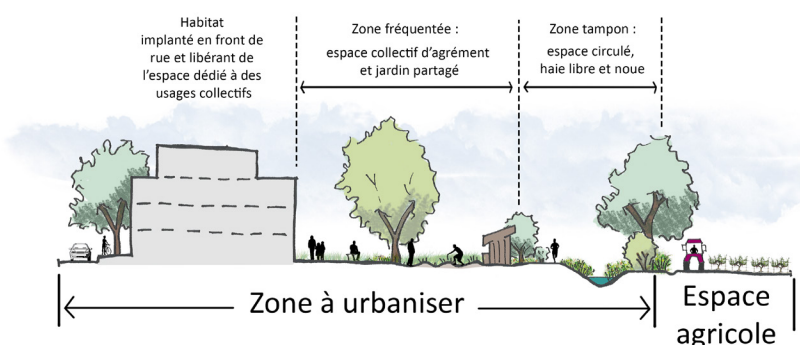 Habitat
implanté en front de
rue et libérant de
l'espace dédié à des
usages collectifs
Zone fréquentée :
espace collectif d'agrément
et jardin partagé
Zone tampon :
espace circulé,
haie libre et noue
Zone à urbaniser
Espace
agricole